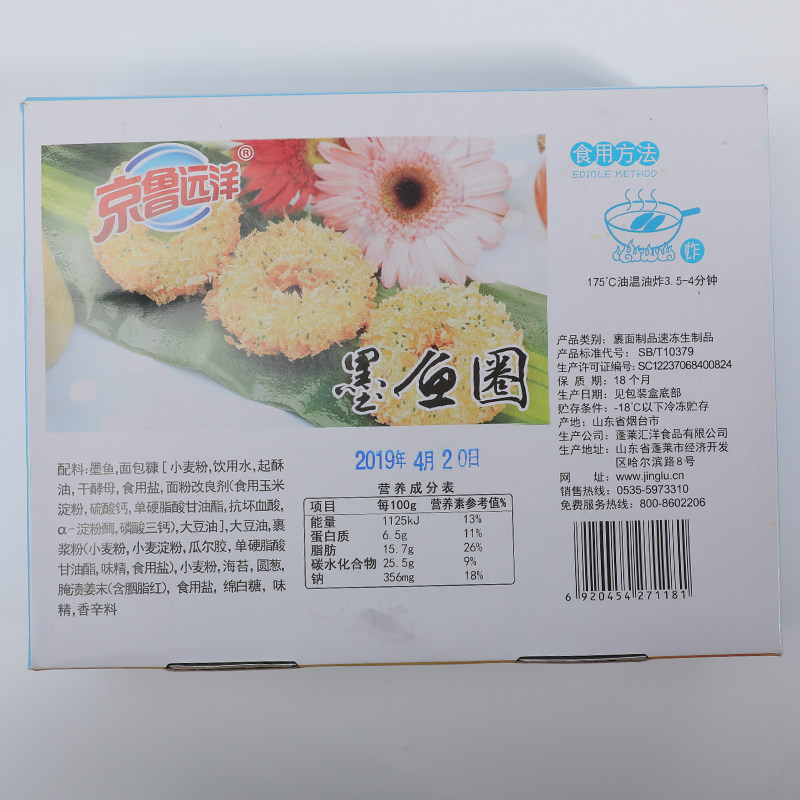 京鲁远洋®
墨鱼圈
食用方法
EDIBLE METHOD
炸
175℃油温油炸3.5-4分钟
产品类别: 裹面制品速冻生制品
产品标准代号: SB/T10379
生产许可证编号: SC12237068400824
保 质 期: 18个月
生产日期: 见包装盒底部
贮存条件: -18℃以下冷冻贮存
产地: 山东省烟台市
生产公司: 蓬莱汇洋食品有限公司
生产地址: 山东省蓬莱市经济开发
区哈尔滨路8号
网 址: www.jinglu.cn
销售热线: 0535-5973310
免费服务热线: 800-8602206
6 920454 271181
2019年 4月 20日
配料:墨鱼,面包糠[小麦粉,饮用水,起酥
油,干酵母,食用盐,面粉改良剂(食用玉米
淀粉,硫酸钙,单硬脂酸甘油酯,抗坏血酸,
α-淀粉酶,磷酸三钙),大豆油],大豆油,裹
浆粉(小麦粉,小麦淀粉,瓜尔胶,单硬脂酸
甘油酯,味精,食用盐),小麦粉,海苔,圆葱,
腌渍姜末(含胭脂红),食用盐,绵白糖,味
精,香辛料
营养成分表
项目 每100g 营养素参考值%
能量 1125kJ 13%
蛋白质 6.5g 11%
脂肪 15.7g 26%
碳水化合物 25.5g 9%
钠 356mg 18%